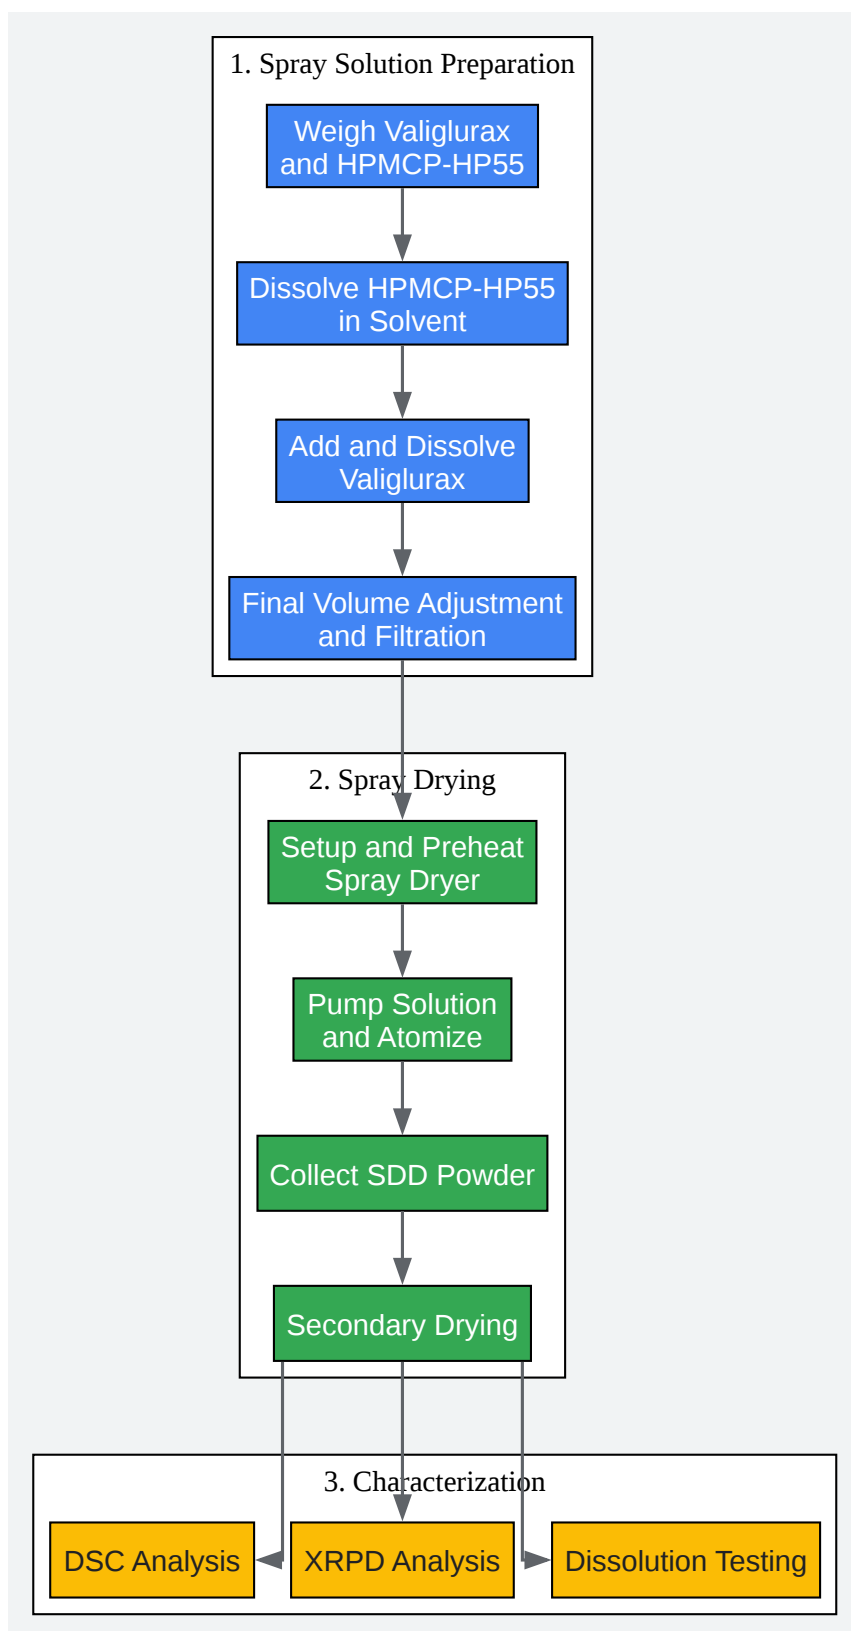 1. Spray Solution Preparation
Weigh Valiglurax
and HPMCP-HP55
Dissolve HPMCP-HP55
in Solvent
Add and Dissolve
Valiglurax
Final Volume Adjustment
and Filtration
2. Spray Drying
Setup and Preheat
Spray Dryer
Pump Solution
and Atomize
Collect SDD Powder
Secondary Drying
3. Characterization
DSC Analysis
XRPD Analysis
Dissolution Testing